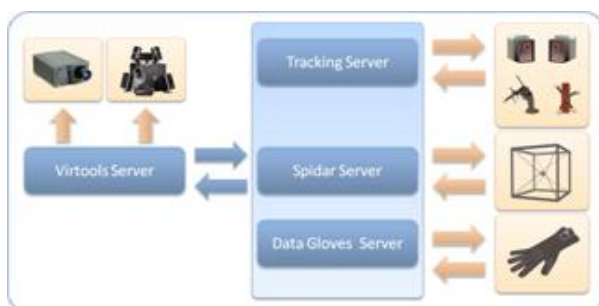 Tracking Server
Virtools Server
Spidar Server
Data Gloves Server